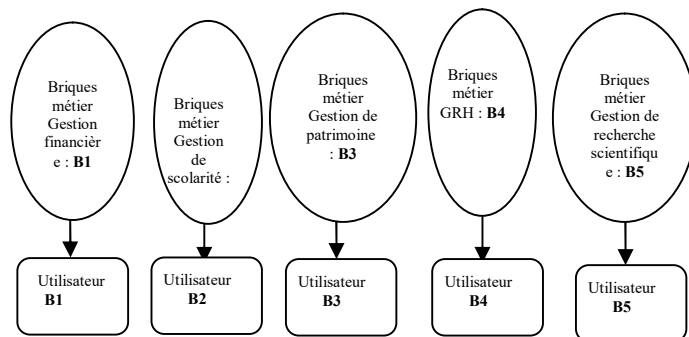 Briques
métier
Gestion
financièr
e : B1
Briques
métier
Gestion
de
scolarité :
Briques
métier
Gestion de
patrimoine
: B3
Briques
métier
GRH : B4
Briques
métier
Gestion de
recherche
scientifiqu
e : B5
Utilisateur
B1
Utilisateur
B2
Utilisateur
B3
Utilisateur
B4
Utilisateur
B5